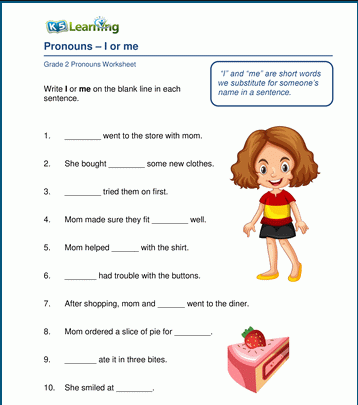 K5 Learning
Pronouns – I or me
Grade 2 Pronouns Worksheet
"I" and "me" are short words
we substitute for someone's
name in a sentence.
Write I or me on the blank line in each
sentence.
1. ________ went to the store with mom.
2. She bought ________ some new clothes.
3. ________ tried them on first.
4. Mom made sure they fit ________ well.
5. Mom helped ______ with the shirt.
6. _______ had trouble with the buttons.
7. After shopping, mom and ______ went to the diner.
8. Mom ordered a slice of pie for ________.
9. _______ ate it in three bites.
10. She smiled at ________.